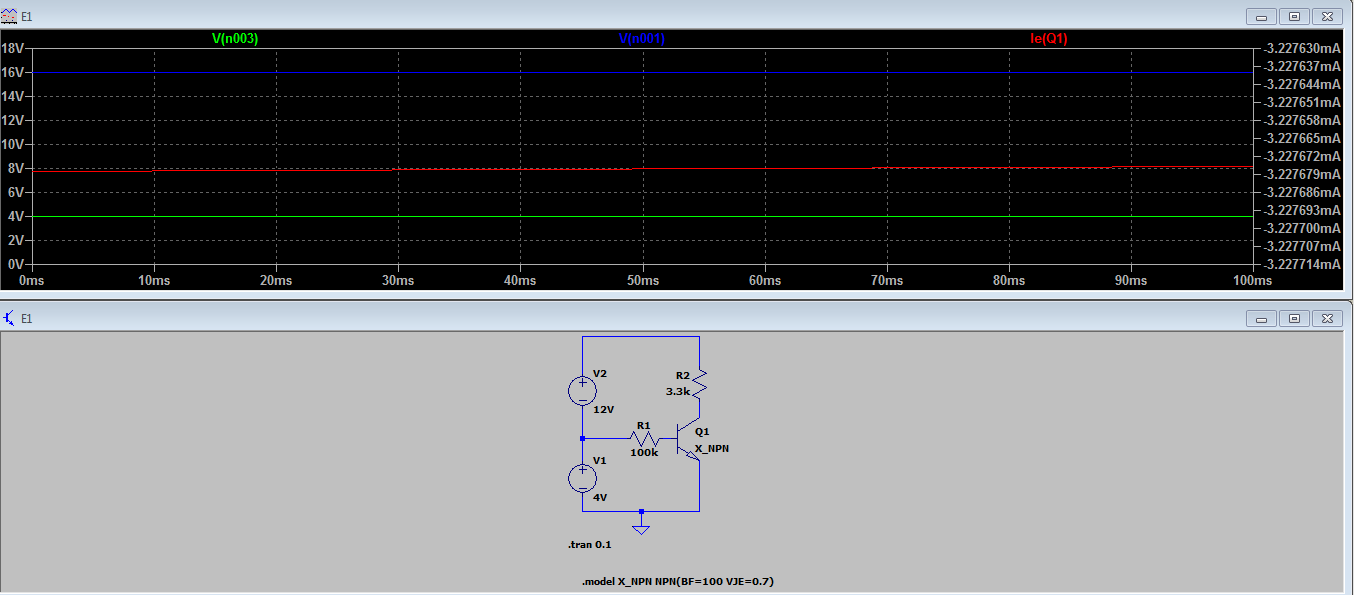 E1
V(n003) V(n001) Ie(Q1)
18V -3.227630mA
16V -3.227637mA
14V -3.227644mA
12V -3.227651mA
10V -3.227658mA
8V -3.227665mA
6V -3.227672mA
4V -3.227679mA
2V -3.227686mA
0V -3.227693mA
-3.227700mA
-3.227707mA
-3.227714mA
0ms 10ms 20ms 30ms 40ms 50ms 60ms 70ms 80ms 90ms 100ms
E1
V2
12V
R2
3.3k
R1
100k
Q1
X_NPN
V1
4V
.tran 0.1
.model X_NPN NPN(BF=100 VJE=0.7)